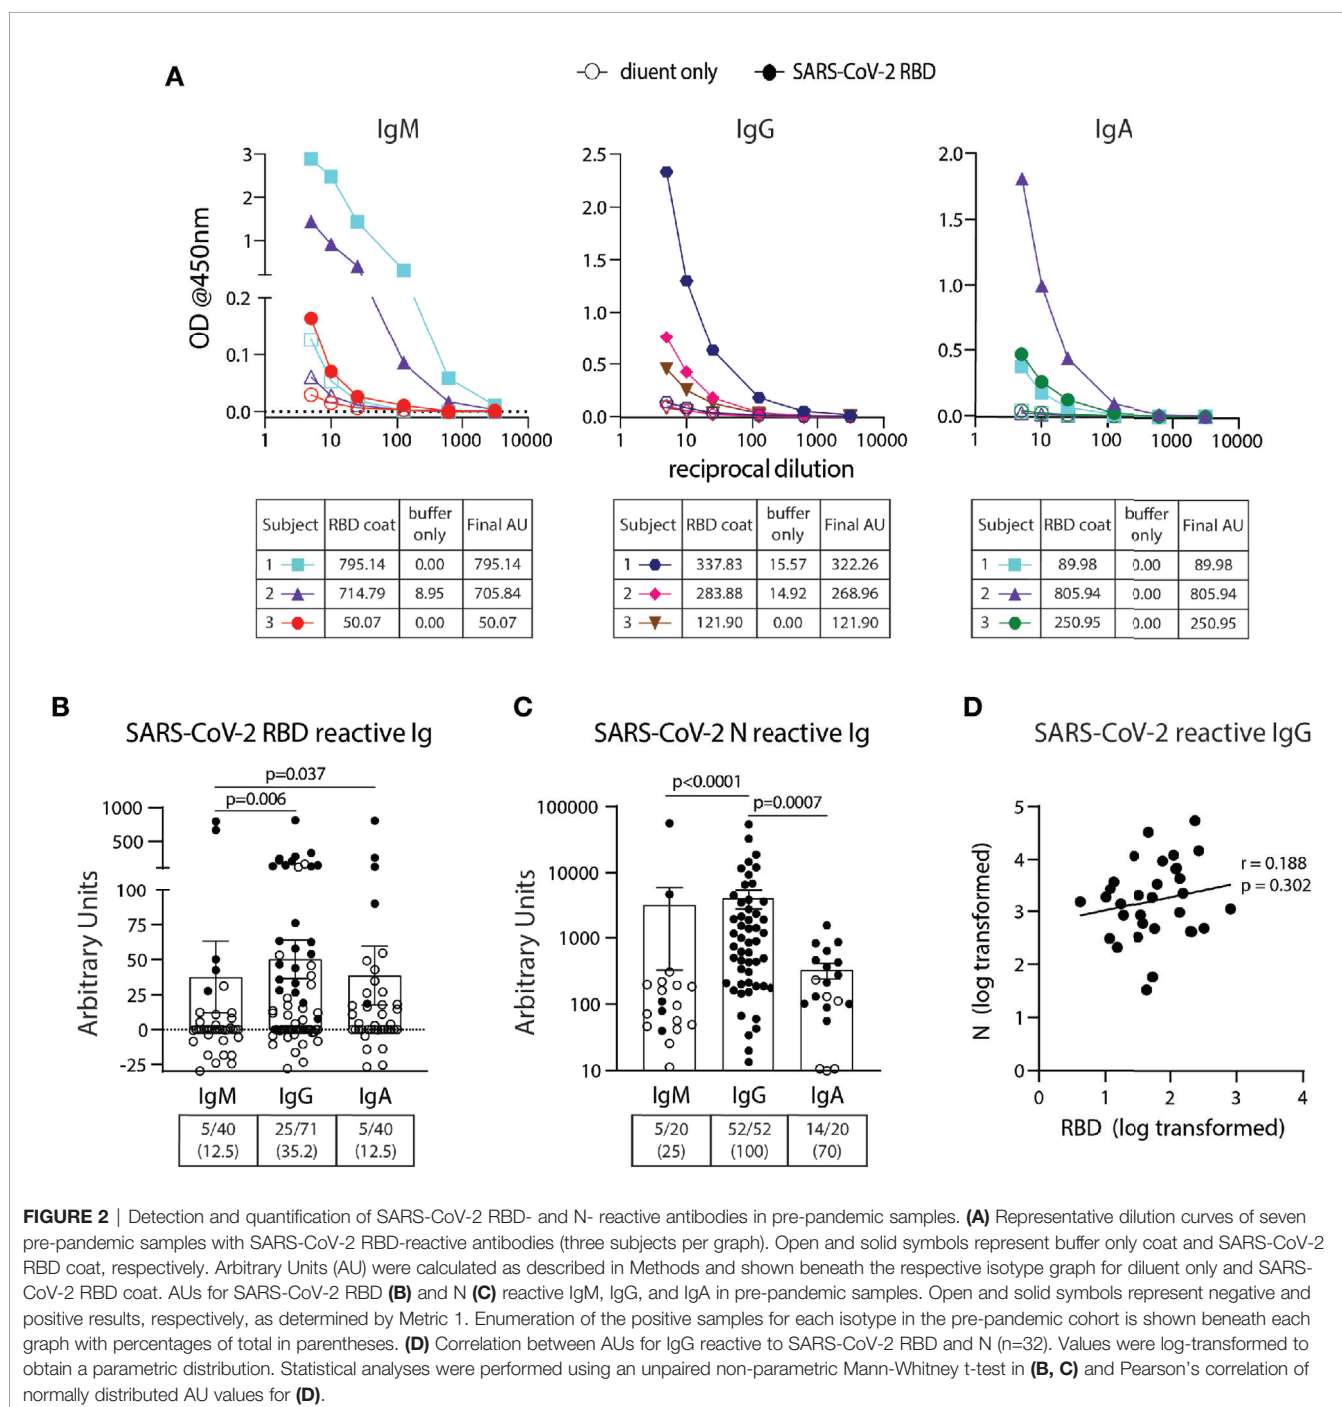 A
diuent only
SARS-CoV-2 RBD
IgM
IgG
IgA
OD @450nm
3
2
1
0.2
0.1
0.0
1
10
100
1000
10000
2.5
2.0
1.5
1.0
0.5
0.0
1
10
100
1000
10000
2.0
1.5
1.0
0.5
0.0
1
10
100
1000
10000
reciprocal dilution
Subject RBD coat buffer only Final AU
1 795.14 0.00 795.14
2 714.79 8.95 705.84
3 50.07 0.00 50.07
Subject RBD coat buffer only Final AU
1 337.83 15.57 322.26
2 283.88 14.92 268.96
3 121.90 0.00 121.90
Subject RBD coat buffer only Final AU
1 89.98 0.00 89.98
2 805.94 0.00 805.94
3 250.95 0.00 250.95
B
SARS-CoV-2 RBD reactive Ig
p=0.037
p=0.006
Arbitrary Units
1000
500
100
75
50
25
0
-25
IgM IgG IgA
5/40 25/71 5/40
(12.5) (35.2) (12.5)
C
SARS-CoV-2 N reactive Ig
p<0.0001
p=0.0007
Arbitrary Units
100000
10000
1000
100
10
IgM IgG IgA
5/20 52/52 14/20
(25) (100) (70)
D
SARS-CoV-2 reactive IgG
N (log transformed)
5
4
3
2
1
0
r = 0.188
p = 0.302
0 1 2 3 4
RBD (log transformed)
FIGURE 2 | Detection and quantification of SARS-CoV-2 RBD- and N- reactive antibodies in pre-pandemic samples. (A) Representative dilution curves of seven
pre-pandemic samples with SARS-CoV-2 RBD-reactive antibodies (three subjects per graph). Open and solid symbols represent buffer only coat and SARS-CoV-2
RBD coat, respectively. Arbitrary Units (AU) were calculated as described in Methods and shown beneath the respective isotype graph for diluent only and SARS-
CoV-2 RBD coat. AUs for SARS-CoV-2 RBD (B) and N (C) reactive IgM, IgG, and IgA in pre-pandemic samples. Open and solid symbols represent negative and
positive results, respectively, as determined by Metric 1. Enumeration of the positive samples for each isotype in the pre-pandemic cohort is shown beneath each
graph with percentages of total in parentheses. (D) Correlation between AUs for IgG reactive to SARS-CoV-2 RBD and N (n=32). Values were log-transformed to
obtain a parametric distribution. Statistical analyses were performed using an unpaired non-parametric Mann-Whitney t-test in (B, C) and Pearson's correlation of
normally distributed AU values for (D).